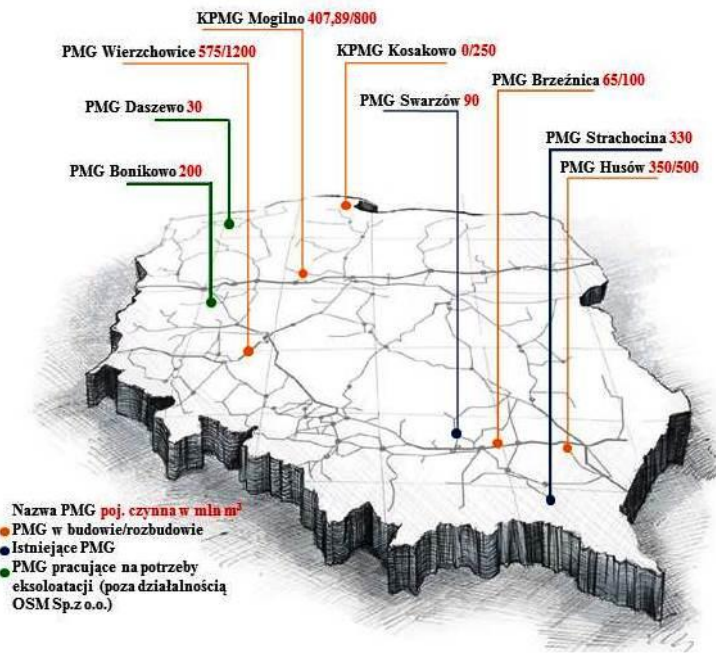 KPMG Mogilno 407,89/800
PMG Wierzchowice 575/1200
KPMG Kosakowo 0/250
PMG Brzeźnica 65/100
PMG Daszewo 30
PMG Swarzów 90
PMG Strachocina 330
PMG Bonikowo 200
PMG Husów 350/500
Nazwa PMG poj. czynna w mln m³
PMG w budowie/rozbudowie
Istniejące PMG
PMG pracujące na potrzeby
eksoloatacji (poza działalnością
OSM Sp.z o.o.)